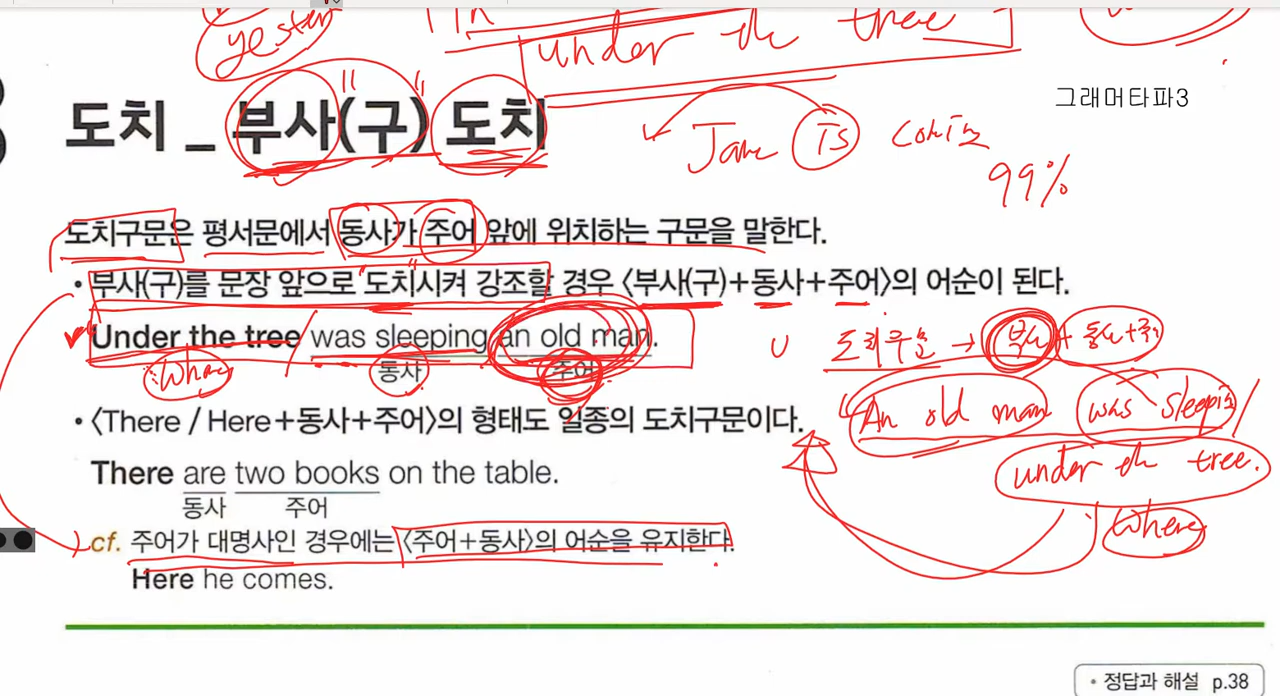 yester
under the tree
도치 _ 부사(구) 도치
그래머타파3
Jane is coming
99%
도치구문은 평서문에서 동사가 주어 앞에 위치하는 구문을 말한다.
• 부사(구)를 문장 앞으로 도치시켜 강조할 경우 〈부사(구)+동사+주어〉의 어순이 된다.
Under the tree / was sleeping an old man.
where
동사
주어
도치구문 → 부사 + 동사+주어
"An old man was sleeping /
under the tree.
where
• 〈There / Here+동사+주어〉의 형태도 일종의 도치구문이다.
There are two books on the table.
동사 주어
cf. 주어가 대명사인 경우에는 〈주어+동사〉의 어순을 유지한다.
Here he comes.
• 정답과 해설 p.38